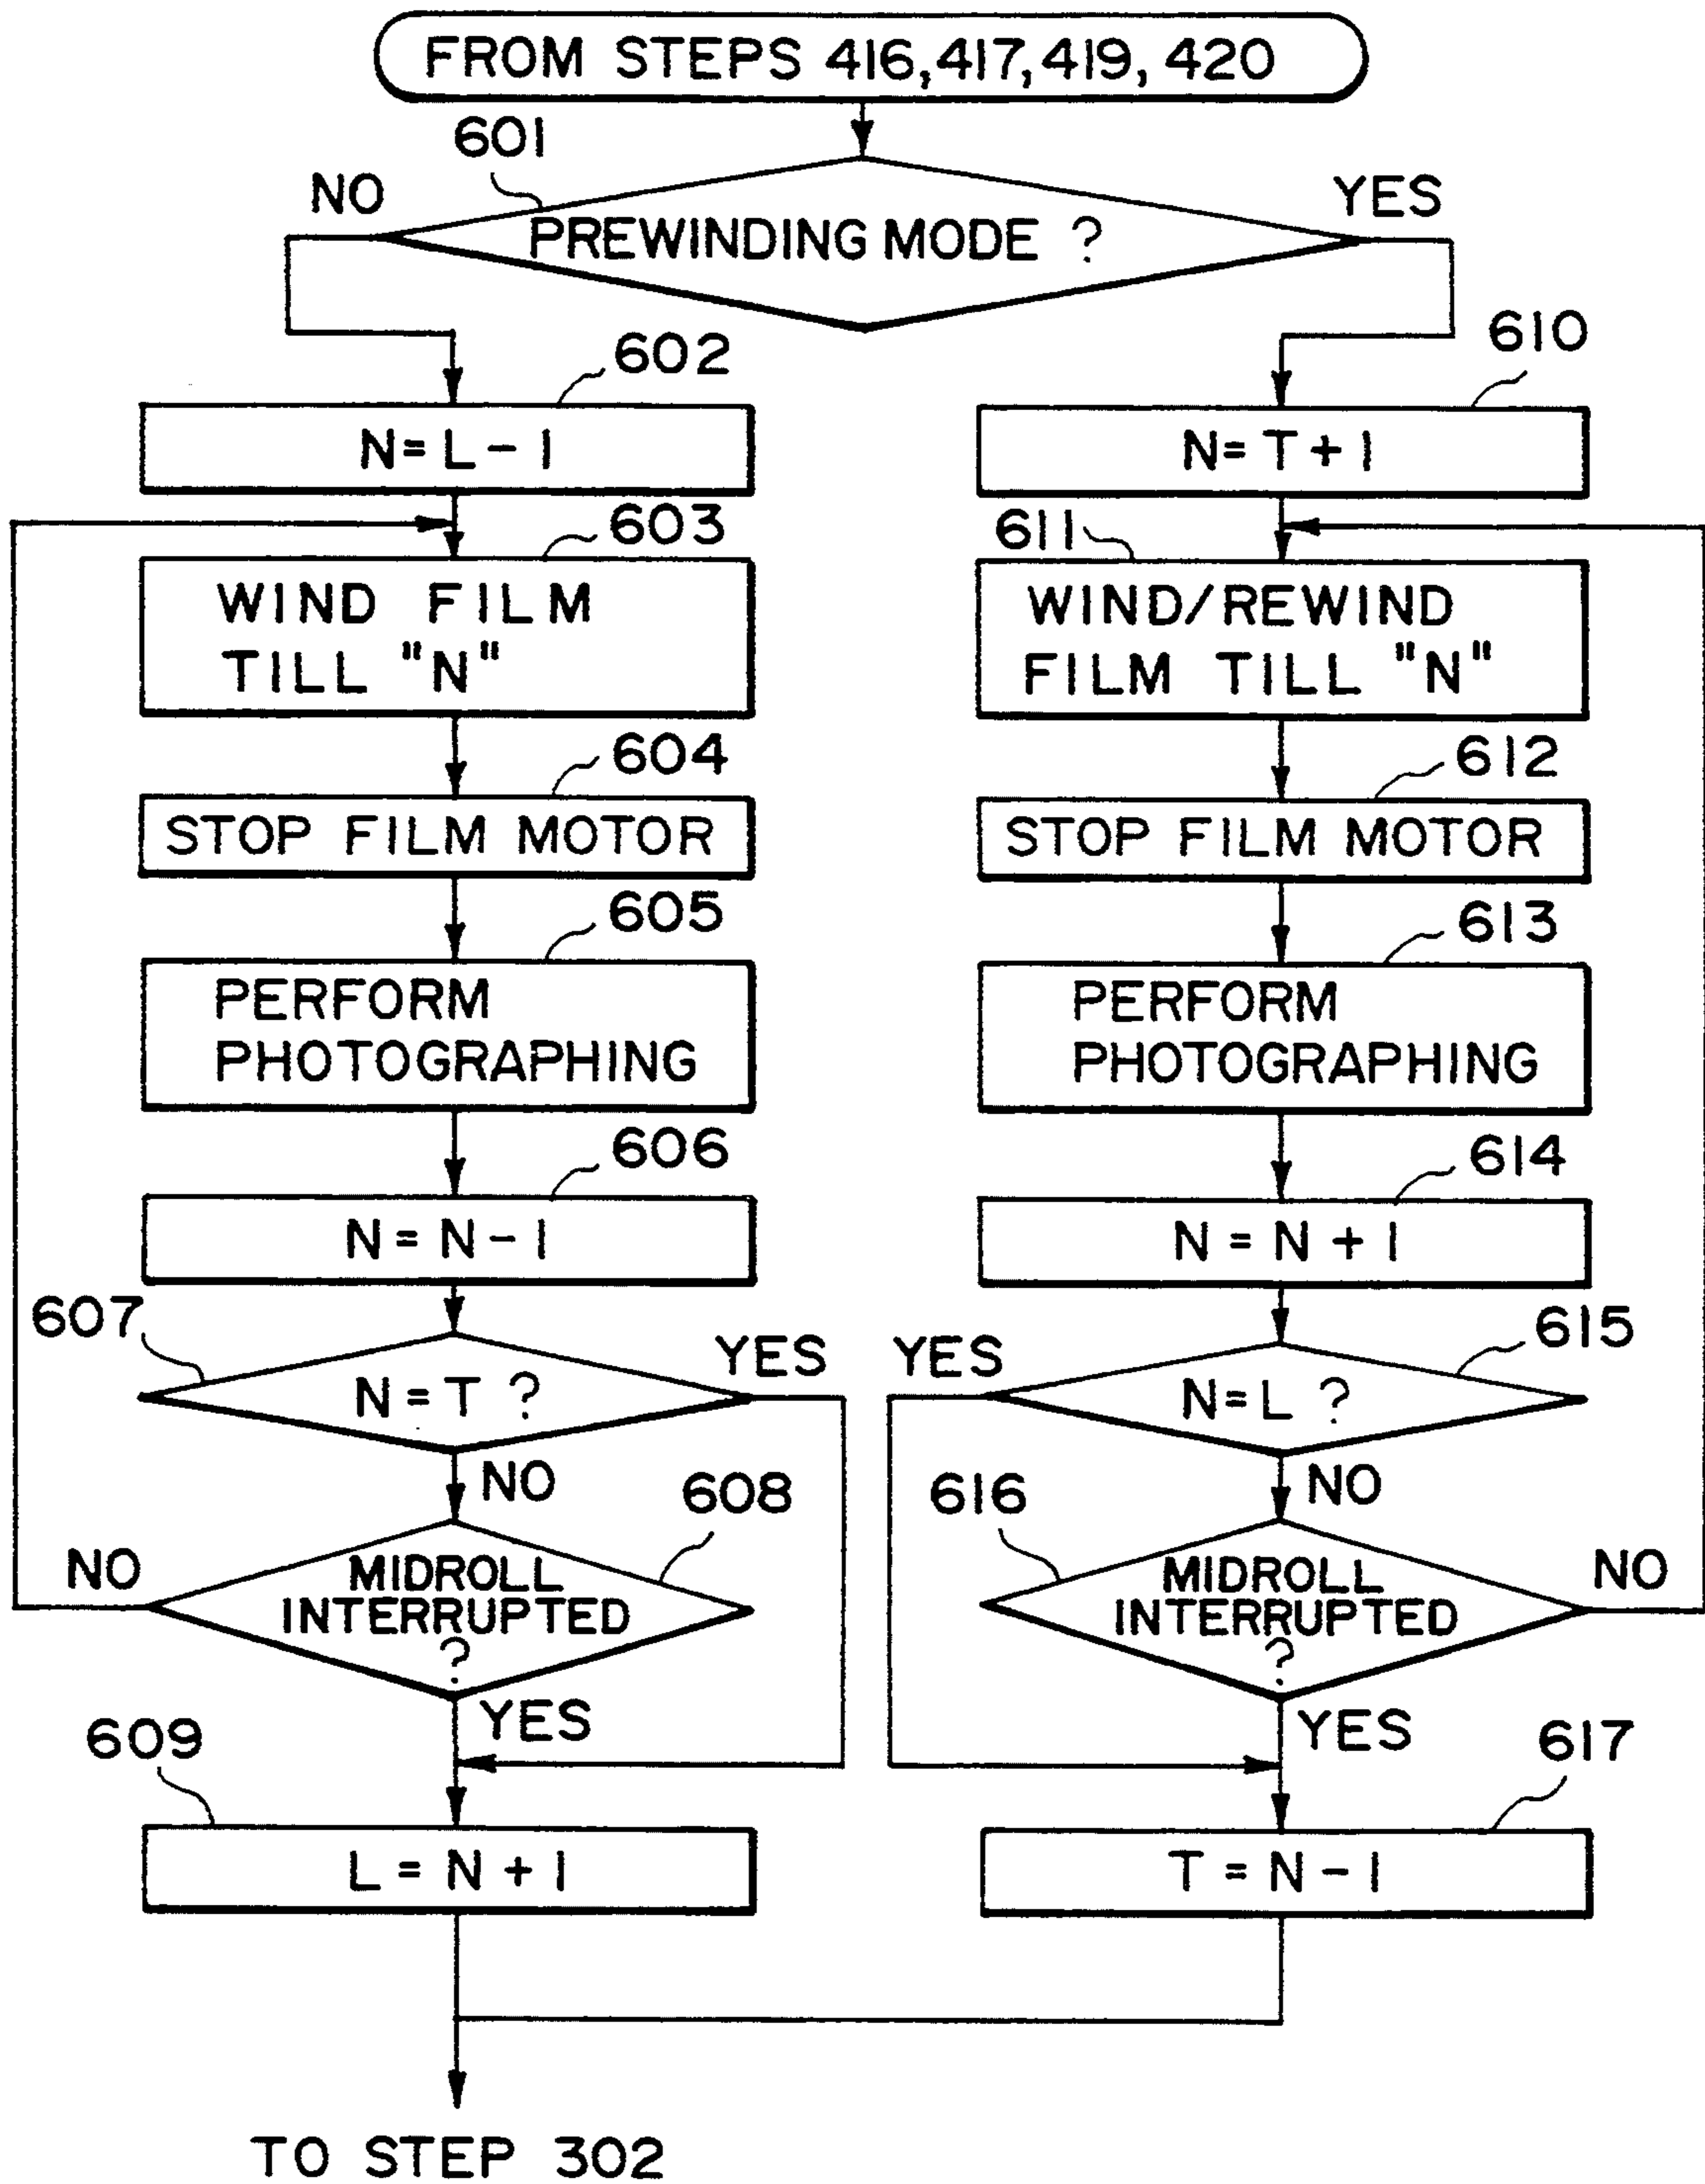 FROM STEPS 416, 417, 419, 420
601
NO
YES
PREWINDING MODE ?
602
610
N = L - 1
N = T + 1
603
611
WIND FILM
TILL "N"
WIND/REWIND
FILM TILL "N"
604
612
STOP FILM MOTOR
STOP FILM MOTOR
605
613
PERFORM
PHOTOGRAPHING
PERFORM
PHOTOGRAPHING
606
614
N = N - 1
N = N + 1
607
615
YES
YES
N = T ?
N = L ?
NO
NO
608
616
NO
NO
MIDROLL
INTERRUPTED
?
MIDROLL
INTERRUPTED
?
YES
YES
609
617
L = N + 1
T = N - 1
TO STEP 302